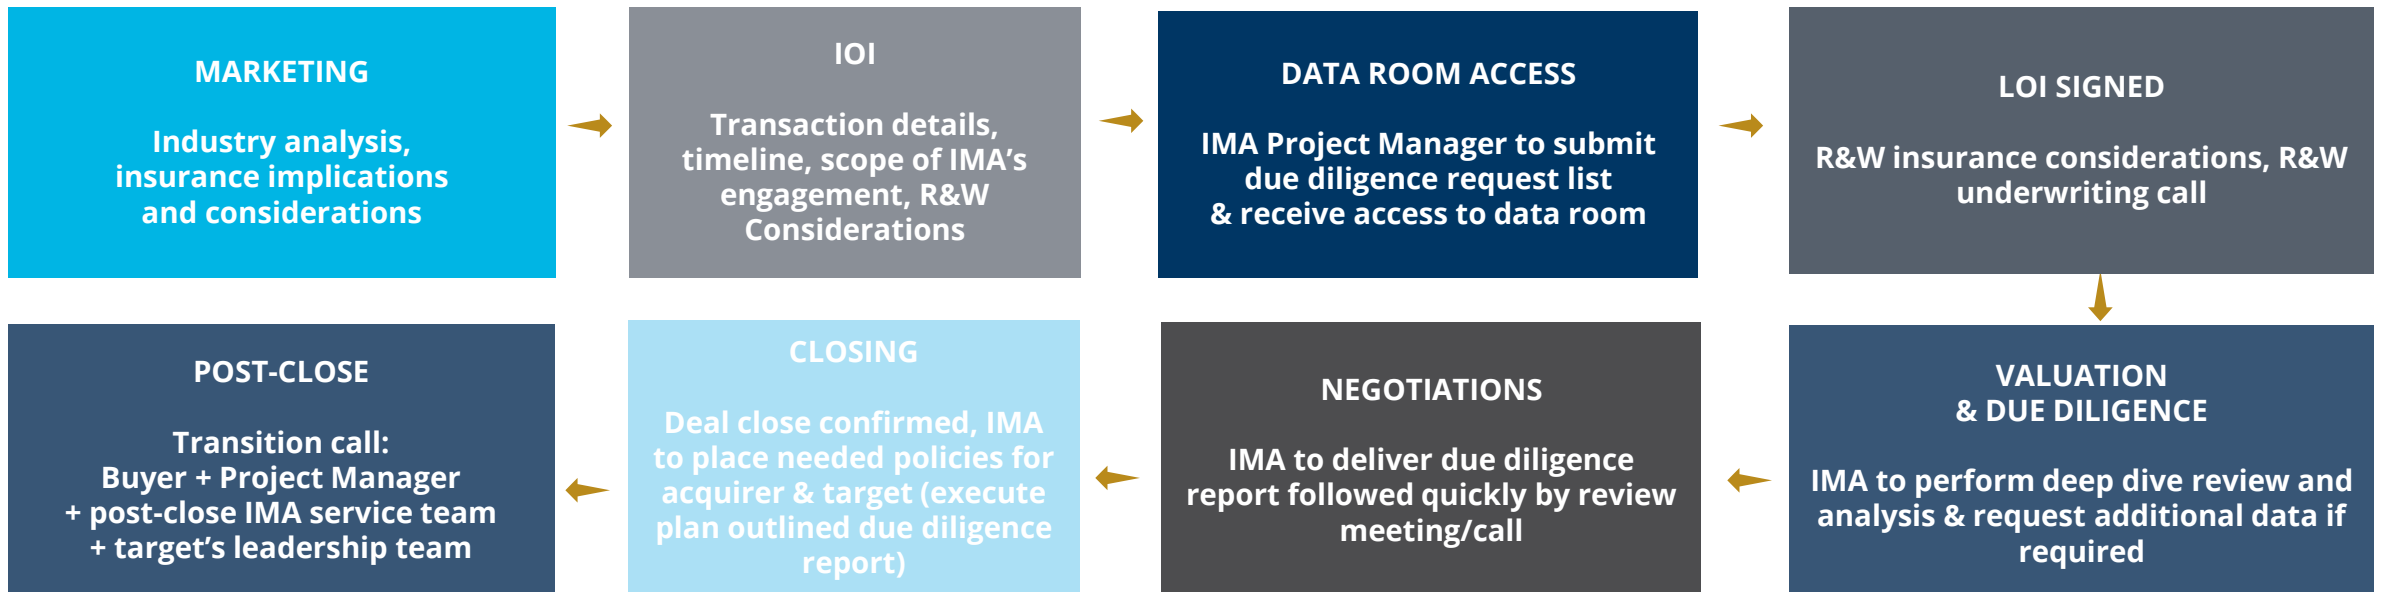 MARKETING
Industry analysis,
insurance implications
and considerations
IOI
Transaction details,
timeline, scope of IMA’s
engagement, R&W
Considerations
DATA ROOM ACCESS
IMA Project Manager to submit
due diligence request list
& receive access to data room
LOI SIGNED
R&W insurance considerations, R&W
underwriting call
VALUATION
& DUE DILIGENCE
IMA to perform deep dive review and
analysis & request additional data if
required
NEGOTIATIONS
IMA to deliver due diligence
report followed quickly by review
meeting/call
CLOSING
Deal close confirmed, IMA
to place needed policies for
acquirer & target (execute
plan outlined due diligence
report)
POST-CLOSE
Transition call:
Buyer + Project Manager
+ post-close IMA service team
+ target’s leadership team